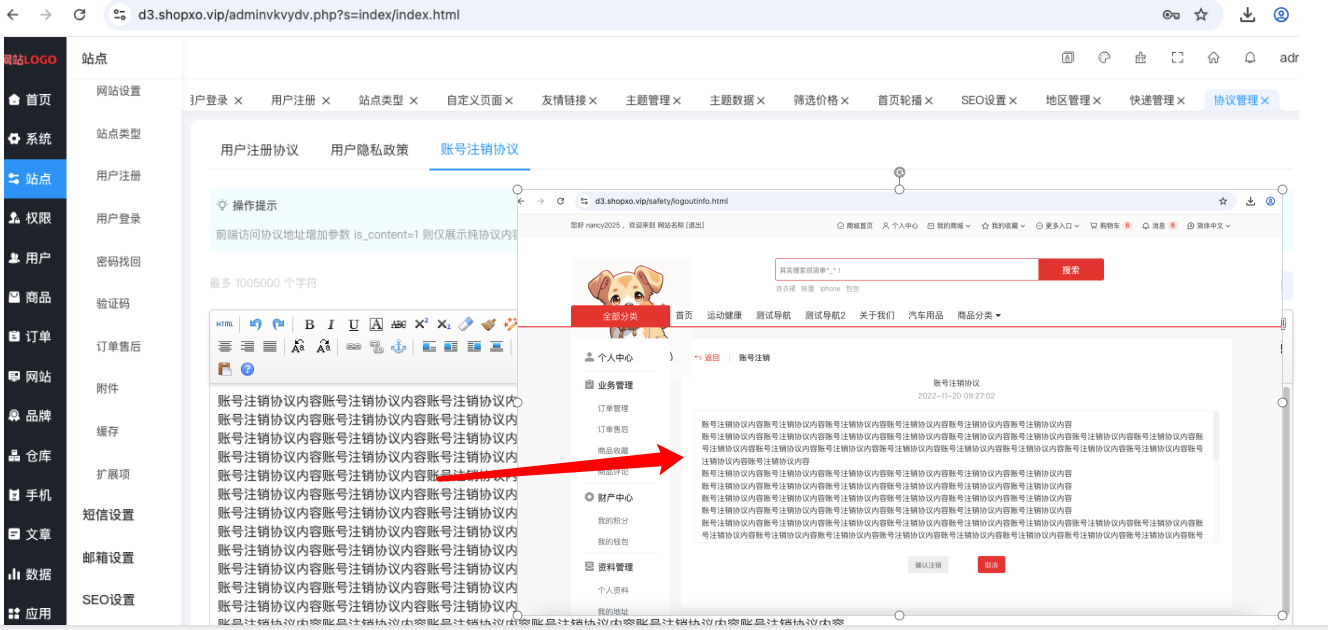 d3.shopxo.vip/adminvkvydv.php?s=index/index.html
网站LOGO
站点
adr
首页
系统
站点
权限
用户
商品
订单
网站
品牌
仓库
手机
文章
数据
应用
网站设置
站点类型
用户注册
用户登录
密码找回
验证码
订单售后
附件
缓存
扩展项
短信设置
邮箱设置
SEO设置
用户登录 × 用户注册 × 站点类型 × 自定义页面 × 友情链接 × 主题管理 × 主题数据 × 筛选价格 × 首页轮播 × SEO设置 × 地区管理 × 快递管理 × 协议管理 ×
用户注册协议 用户隐私政策 账号注销协议
操作提示
前端访问协议地址增加参数 is_content=1 则仅展示纯协议内容
最多 1005000 个字符
HTML B I U A ABC X² X₂
账号注销协议内容账号注销协议内容账号注销协议内
账号注销协议内容账号注销协议内容账号注销协议内
账号注销协议内容账号注销协议内容账号注销协议内
账号注销协议内容账号注销协议内容账号注销协议内
账号注销协议内容账号注销协议内容账号注销协议内
账号注销协议内容账号注销协议内容账号注销协议内
账号注销协议内容账号注销协议内容账号注销协议内
账号注销协议内容账号注销协议内容账号注销协议内
账号注销协议内容账号注销协议内容账号注销协议内
账号注销协议内容账号注销协议内容账号注销协议内
账号注销协议内容账号注销协议内容账号注销协议内
账号注销协议内容账号注销协议内容账号注销协议内
账号注销协议内容账号注销协议内容账号注销协议内容账号注销协议内容账号注销协议内容账号注销协议内容
d3.shopxo.vip/safety/logoutinfo.html
您好 nancy2025 ，欢迎来到 网站名称 [退出]
商城首页 个人中心 我的商城 我的收藏 更多入口 购物车 6 消息 8 简体中文
其实搜索很简单^_^！
搜索
连衣裙 帐篷 iphone 包包
全部分类 首页 运动健康 测试导航 测试导航2 关于我们 汽车用品 商品分类
个人中心
业务管理
订单管理
订单售后
商品收藏
商品评论
财产中心
我的积分
我的钱包
资料管理
个人资料
我的地址
返回 账号注销
账号注销协议
2022-11-20 09:27:02
账号注销协议内容账号注销协议内容账号注销协议内容账号注销协议内容账号注销协议内容账号注销协议内容
账号注销协议内容账号注销协议内容账号注销协议内容账号注销协议内容账号注销协议内容账号注销协议内容账号注销协议内容账号注销协议内容账
号注销协议内容账号注销协议内容账号注销协议内容账号注销协议内容账号注销协议内容账号注销协议内容账号注销协议内容账号注销协议内容账号
注销协议内容账号注销协议内容
账号注销协议内容账号注销协议内容账号注销协议内容账号注销协议内容账号注销协议内容账号注销协议内容
账号注销协议内容账号注销协议内容账号注销协议内容账号注销协议内容账号注销协议内容账号注销协议内容
账号注销协议内容账号注销协议内容账号注销协议内容账号注销协议内容账号注销协议内容账号注销协议内容
账号注销协议内容账号注销协议内容账号注销协议内容账号注销协议内容账号注销协议内容账号注销协议内容
账号注销协议内容账号注销协议内容账号注销协议内容账号注销协议内容账号注销协议内容账号注销协议内容账号注销协议内容账号注销协议内容账
号注销协议内容账号注销协议内容账号注销协议内容账号注销协议内容账号注销协议内容账号注销协议内容账号注销协议内容账号注销协议内容账号
确认注销 取消